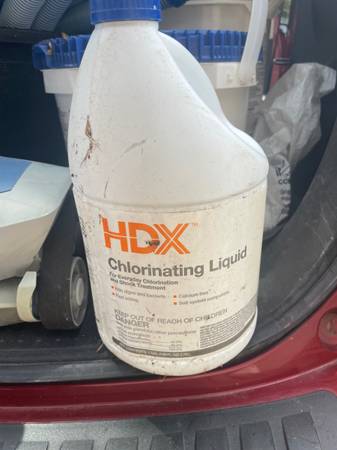 HDX™
Chlorinating Liquid
For Everyday Chlorination
and Shock Treatment
• Kills algae and bacteria
• Fast acting
• Calcium free
• Salt system compatible
KEEP OUT OF REACH OF CHILDREN
DANGER